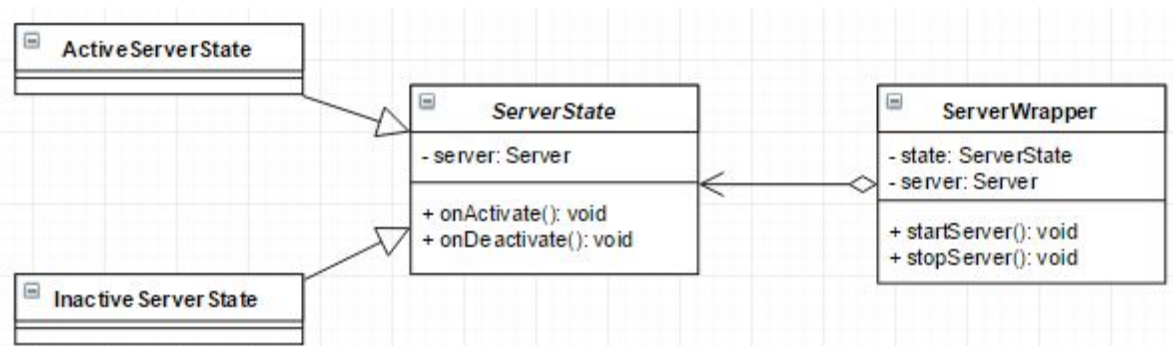 ActiveServerState
ServerState
- server: Server
+ onActivate(): void
+ onDeactivate(): void
InactiveServerState
ServerWrapper
- state: ServerState
- server: Server
+ startServer(): void
+ stopServer(): void